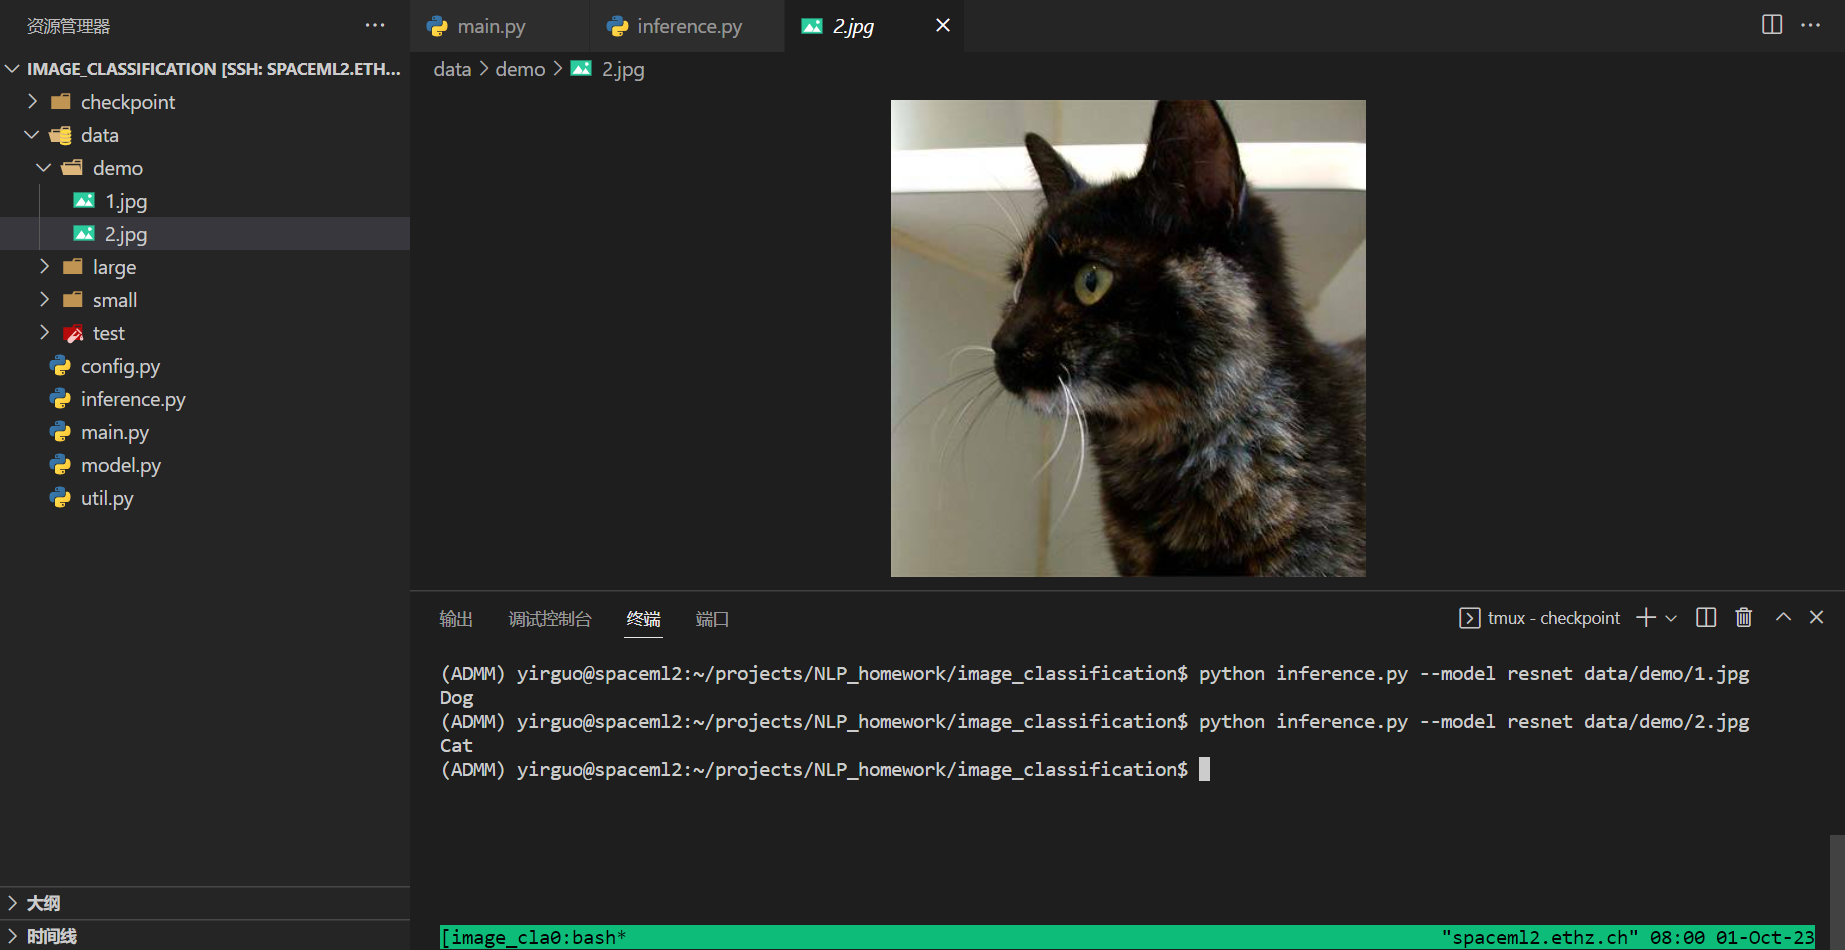 资源管理器
IMAGE_CLASSIFICATION [SSH: SPACEML2.ETH...
checkpoint
data
demo
1.jpg
2.jpg
large
small
test
config.py
inference.py
main.py
model.py
util.py
大纲
时间线
main.py
inference.py
2.jpg
data > demo > 2.jpg
输出
调试控制台
终端
端口
tmux - checkpoint
(ADMM) yirguo@spaceml2:~/projects/NLP_homework/image_classification$ python inference.py --model resnet data/demo/1.jpg
Dog
(ADMM) yirguo@spaceml2:~/projects/NLP_homework/image_classification$ python inference.py --model resnet data/demo/2.jpg
Cat
(ADMM) yirguo@spaceml2:~/projects/NLP_homework/image_classification$
[image_cla0:bash* "spaceml2.ethz.ch" 08:00 01-Oct-23